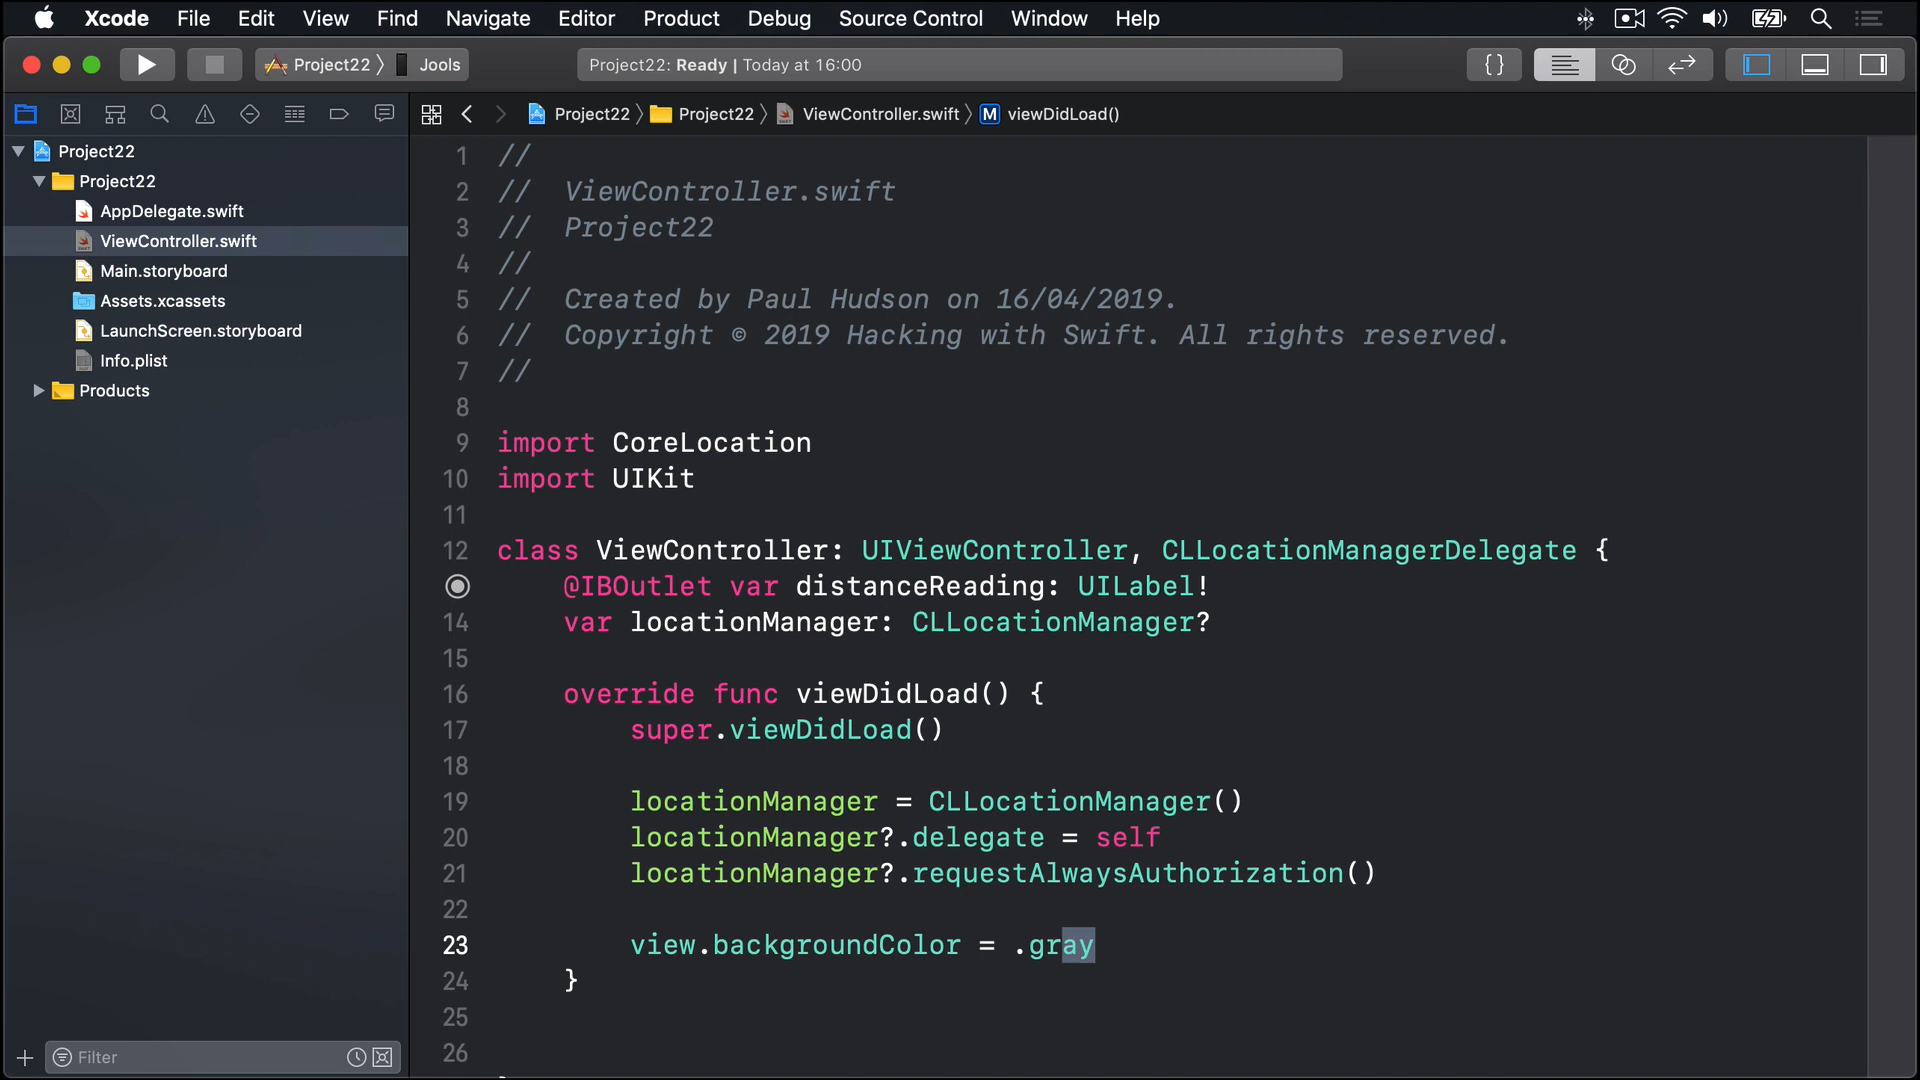 Xcode File Edit View Find Navigate Editor Product Debug Source Control Window Help
Project22 〉 Jools
Project22: Ready | Today at 16:00
{ }
Project22 〉 Project22 〉 ViewController.swift 〉 M viewDidLoad()
Project22
Project22
AppDelegate.swift
ViewController.swift
Main.storyboard
Assets.xcassets
LaunchScreen.storyboard
Info.plist
Products
Filter
1 //
2 //  ViewController.swift
3 //  Project22
4 //
5 //  Created by Paul Hudson on 16/04/2019.
6 //  Copyright © 2019 Hacking with Swift. All rights reserved.
7 //
8
9 import CoreLocation
10 import UIKit
11
12 class ViewController: UIViewController, CLLocationManagerDelegate {
@IBOutlet var distanceReading: UILabel!
14 var locationManager: CLLocationManager?
15
16 override func viewDidLoad() {
17 super.viewDidLoad()
18
19 locationManager = CLLocationManager()
20 locationManager?.delegate = self
21 locationManager?.requestAlwaysAuthorization()
22
23 view.backgroundColor = .gray
24 }
25
26